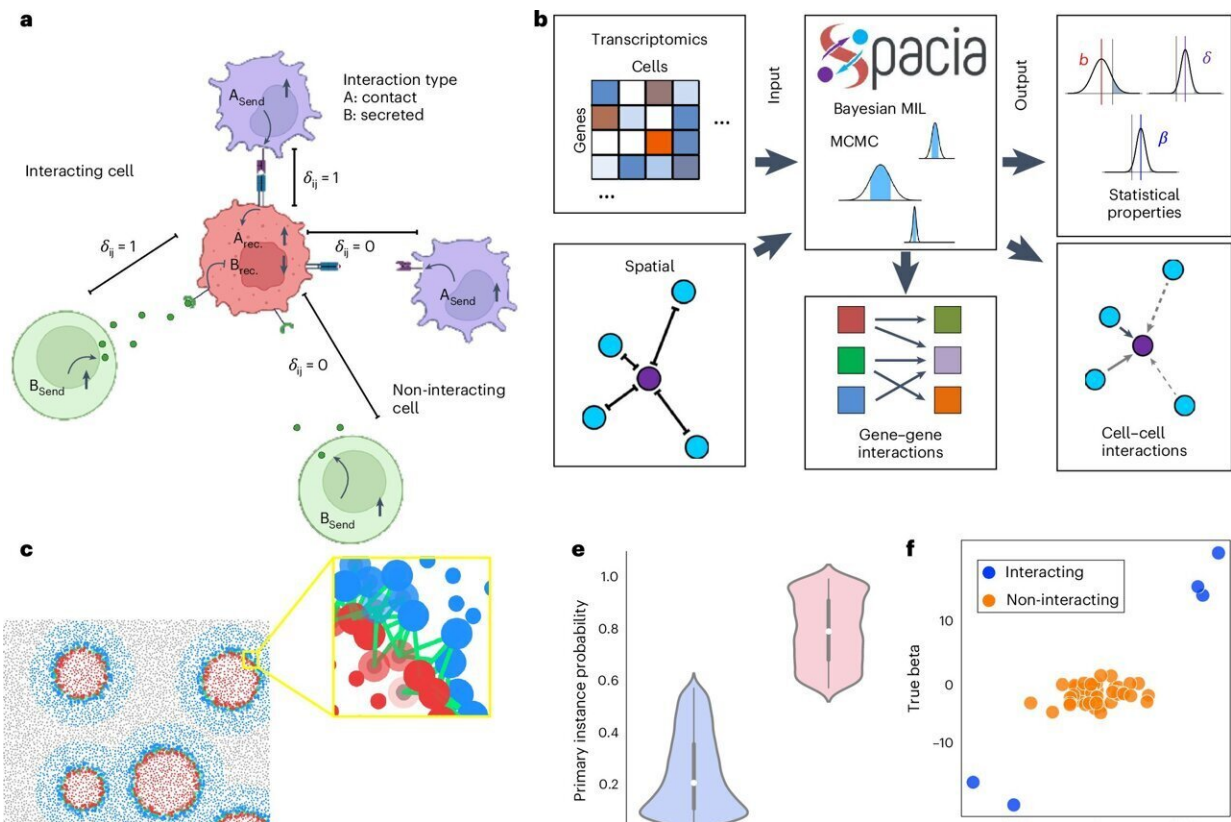 a
A_Send
Interaction type
A: contact
B: secreted
Interacting cell
δ_ij = 1
δ_ij = 1
A_rec.
B_rec.
δ_ij = 0
A_Send
δ_ij = 0
B_Send
Non-interacting
cell
B_Send
b
Transcriptomics
Cells
Genes
...
...
Spatial
Input
Spacia
Bayesian MIL
MCMC
Gene–gene
interactions
Output
b
δ
β
Statistical
properties
Cell–cell
interactions
c
e
Primary instance probability
1.0
0.8
0.6
0.4
0.2
f
Interacting
Non-interacting
True beta
10
0
−10